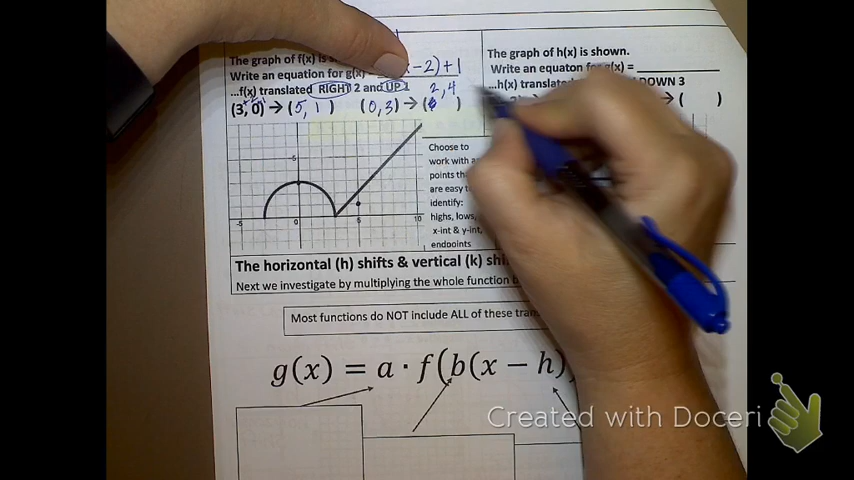 The graph of f(x) is
Write an equation for g(x) = -2)+1
...f(x) translated RIGHT 2 and UP 1
2,4
(3,0) → (5, 1) (0,3) → ( )
5
-5 0 5 10
Choose to
work with
points
are easy
identify:
highs, lows,
x-int & y-int,
endpoints
The graph of h(x) is shown.
Write an equaton for g(x) =
...h(x) translated DOWN 3
→ ( )
The horizontal (h) shifts & vertical (k)
Next we investigate by multiplying the whole function
Most functions do NOT include ALL of these
g(x) = a · f(b(x − h)
Created with Doceri